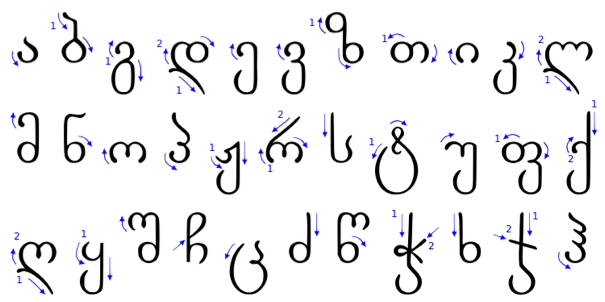 ა ბ გ დ ე ვ ზ თ ი კ ლ
მ ნ ო პ ჟ რ ს ტ უ ფ ქ
ღ ყ შ ჩ ც ძ წ ჭ ხ ჯ ჰ